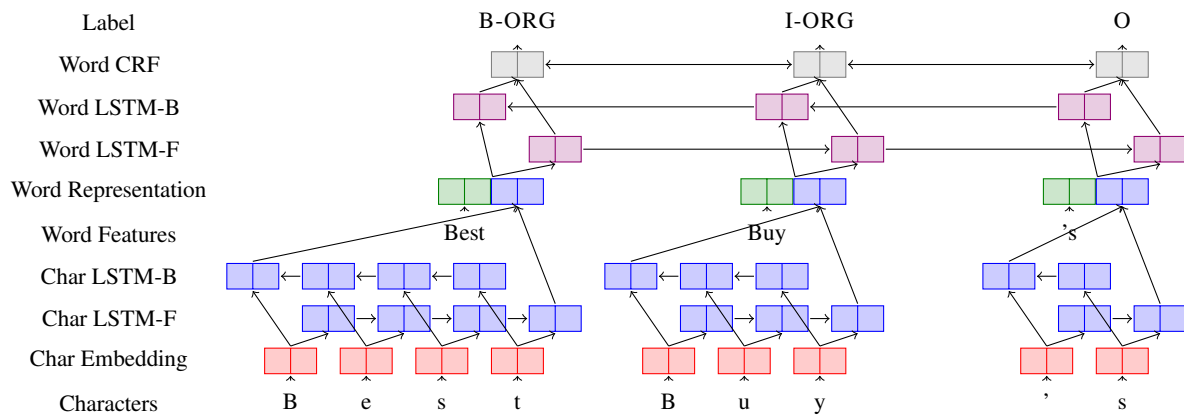 Label B-ORG I-ORG O
Word CRF
Word LSTM-B
Word LSTM-F
Word Representation
Word Features Best Buy 's
Char LSTM-B
Char LSTM-F
Char Embedding
Characters B e s t B u y ' s